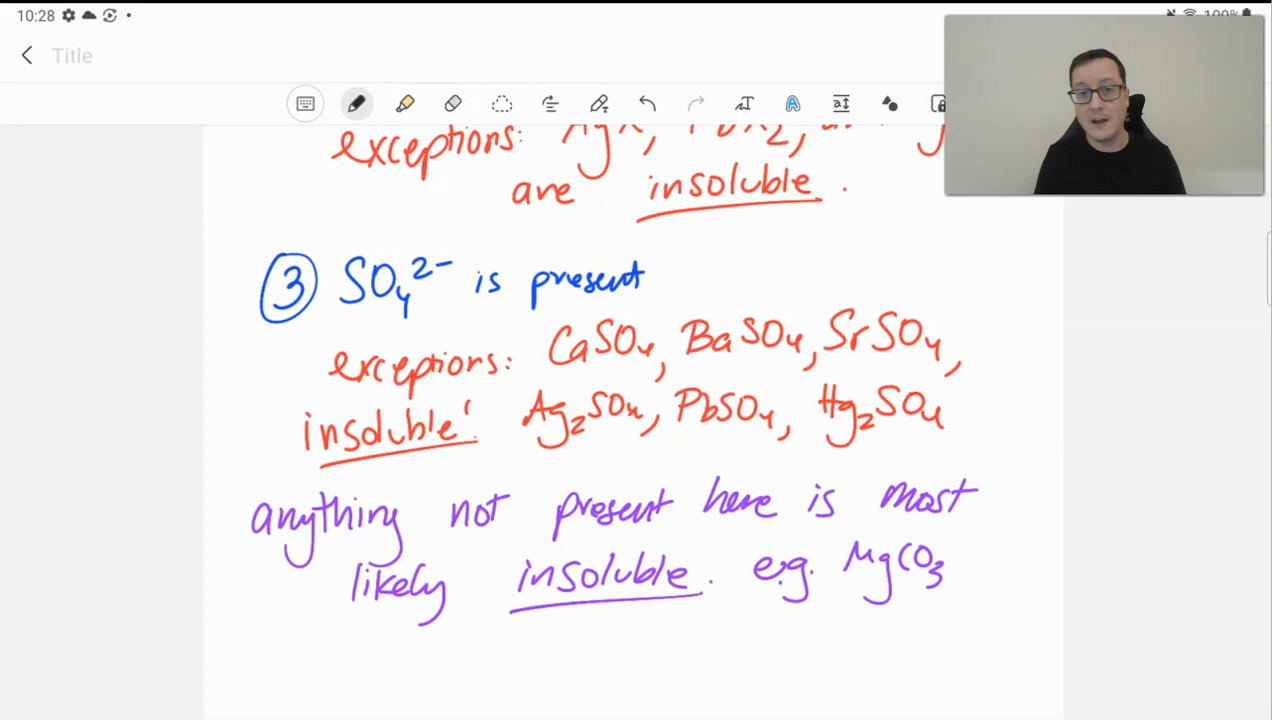 10:28
Title
exceptions:
are insoluble.
③ SO₄²⁻ is present
exceptions: CaSO₄, BaSO₄, SrSO₄,
insoluble! Ag₂SO₄, PbSO₄, Hg₂SO₄
anything not present here is most
likely insoluble. e.g. MgCO₃